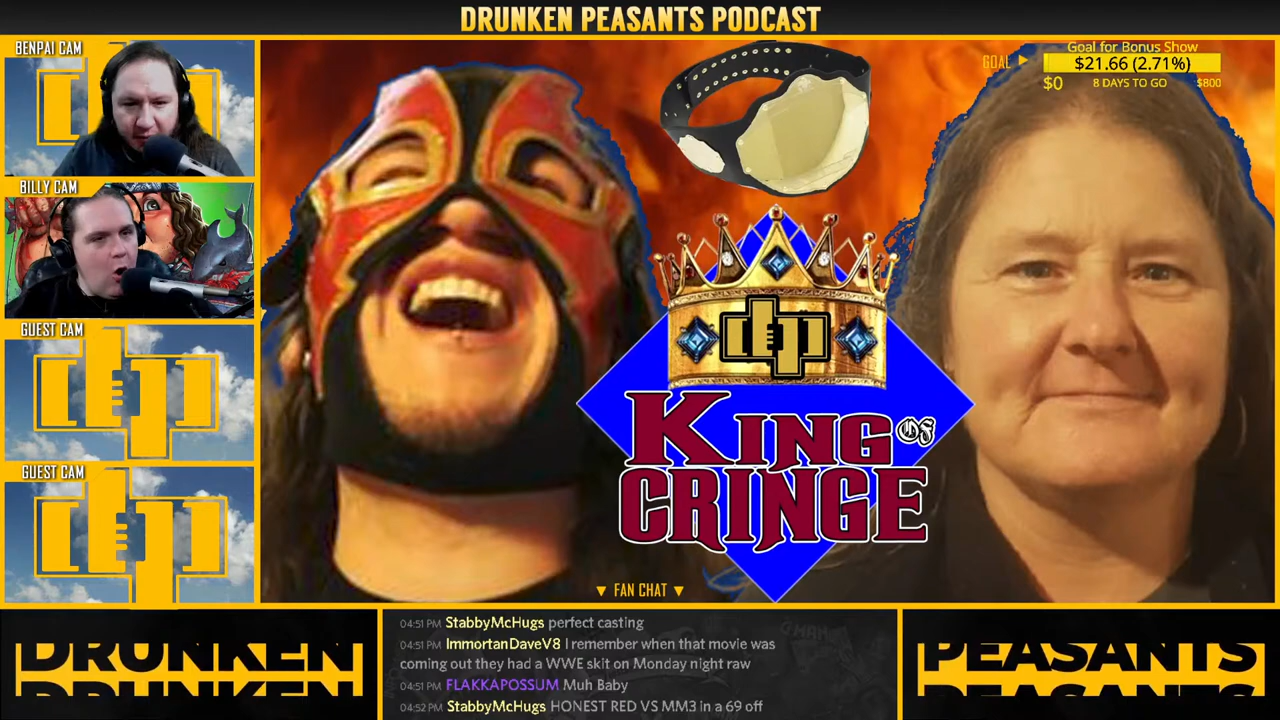 DRUNKEN PEASANTS PODCAST
BENPAI CAM
BILLY CAM
GUEST CAM
GUEST CAM
Goal for Bonus Show
GOAL ▶
$21.66 (2.71%)
$0
8 DAYS TO GO
$800
dp
KING OF
CRINGE
▼ FAN CHAT ▼
04:51 PM StabbyMcHugs perfect casting
04:51 PM ImmortanDaveV8 I remember when that movie was
coming out they had a WWE skit on Monday night raw
04:51 PM FLAKKAPOSSUM Muh Baby
04:52 PM StabbyMcHugs HONEST RED VS MM3 in a 69 off
DRUNKEN
DRUNKEN
PEASANTS
PEASANTS